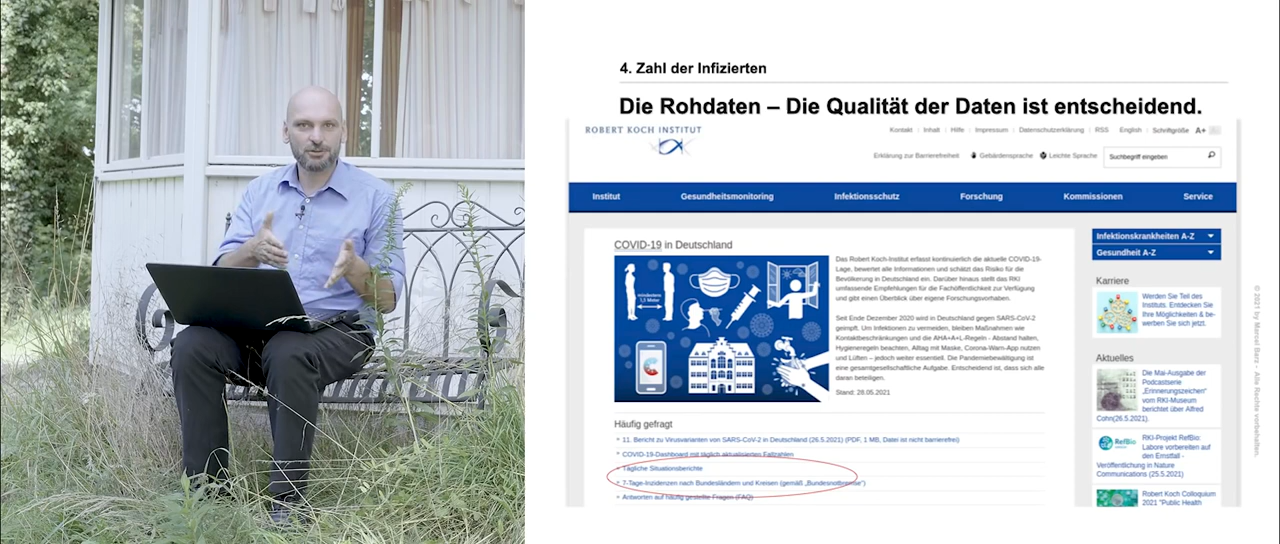 4. Zahl der Infizierten
Die Rohdaten – Die Qualität der Daten ist entscheidend.
ROBERT KOCH INSTITUT
Kontakt | Inhalt | Hilfe | Impressum | Datenschutzerklärung | RSS English | Schriftgröße A+
Erklärung zur Barrierefreiheit Gebärdensprache Leichte Sprache Suchbegriff eingeben
Institut Gesundheitsmonitoring Infektionsschutz Forschung Kommissionen Service
COVID-19 in Deutschland
mindestens
1,5 Meter
Das Robert Koch-Institut erfasst kontinuierlich die aktuelle COVID-19-
Lage, bewertet alle Informationen und schätzt das Risiko für die
Bevölkerung in Deutschland ein. Darüber hinaus stellt das RKI
umfassende Empfehlungen für die Fachöffentlichkeit zur Verfügung
und gibt einen Überblick über eigene Forschungsvorhaben.
Seit Ende Dezember 2020 wird in Deutschland gegen SARS-CoV-2
geimpft. Um Infektionen zu vermeiden, bleiben Maßnahmen wie
Kontaktbeschränkungen und die AHA+A+L-Regeln - Abstand halten,
Hygieneregeln beachten, Alltag mit Maske, Corona-Warn-App nutzen
und Lüften – jedoch weiter essentiell. Die Pandemiebewältigung ist
eine gesamtgesellschaftliche Aufgabe. Entscheidend ist, dass sich alle
daran beteiligen.
Stand: 28.05.2021
Häufig gefragt
11. Bericht zu Virusvarianten von SARS-CoV-2 in Deutschland (26.5.2021) (PDF, 1 MB, Datei ist nicht barrierefrei)
COVID-19-Dashboard mit täglich aktualisierten Fallzahlen
Tägliche Situationsberichte
7-Tage-Inzidenzen nach Bundesländern und Kreisen (gemäß „Bundesnotbremse")
Antworten auf häufig gestellte Fragen (FAQ)
Infektionskrankheiten A-Z
Gesundheit A-Z
Karriere
Werden Sie Teil des
Instituts. Entdecken Sie
Ihre Möglichkeiten & be-
werben Sie sich jetzt.
Aktuelles
Die Mai-Ausgabe der
Podcastserie
„Erinnerungszeichen"
vom RKI-Museum
berichtet über Alfred
Cohn(26.5.2021).
RefBio
RKI-Projekt RefBio:
Labore vorbereiten auf
den Ernstfall -
Veröffentlichung in Nature
Communications (25.5.2021)
Robert Koch Colloquium
2021 "Public Health
© 2021 by Marcel Barz – Alle Rechte vorbehalten.